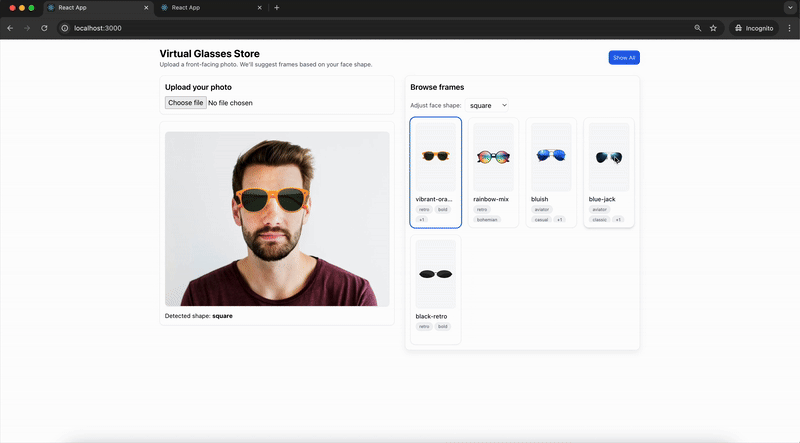 React App
React App
localhost:3000
Incognito
Virtual Glasses Store
Upload a front-facing photo. We'll suggest frames based on your face shape.
Show All
Upload your photo
Choose file No file chosen
Detected shape: square
Browse frames
Adjust face shape: square
vibrant-ora...
retro bold
+1
rainbow-mix
retro
bohemian
bluish
aviator
casual +1
blue-jack
aviator
classic +1
black-retro
retro bold